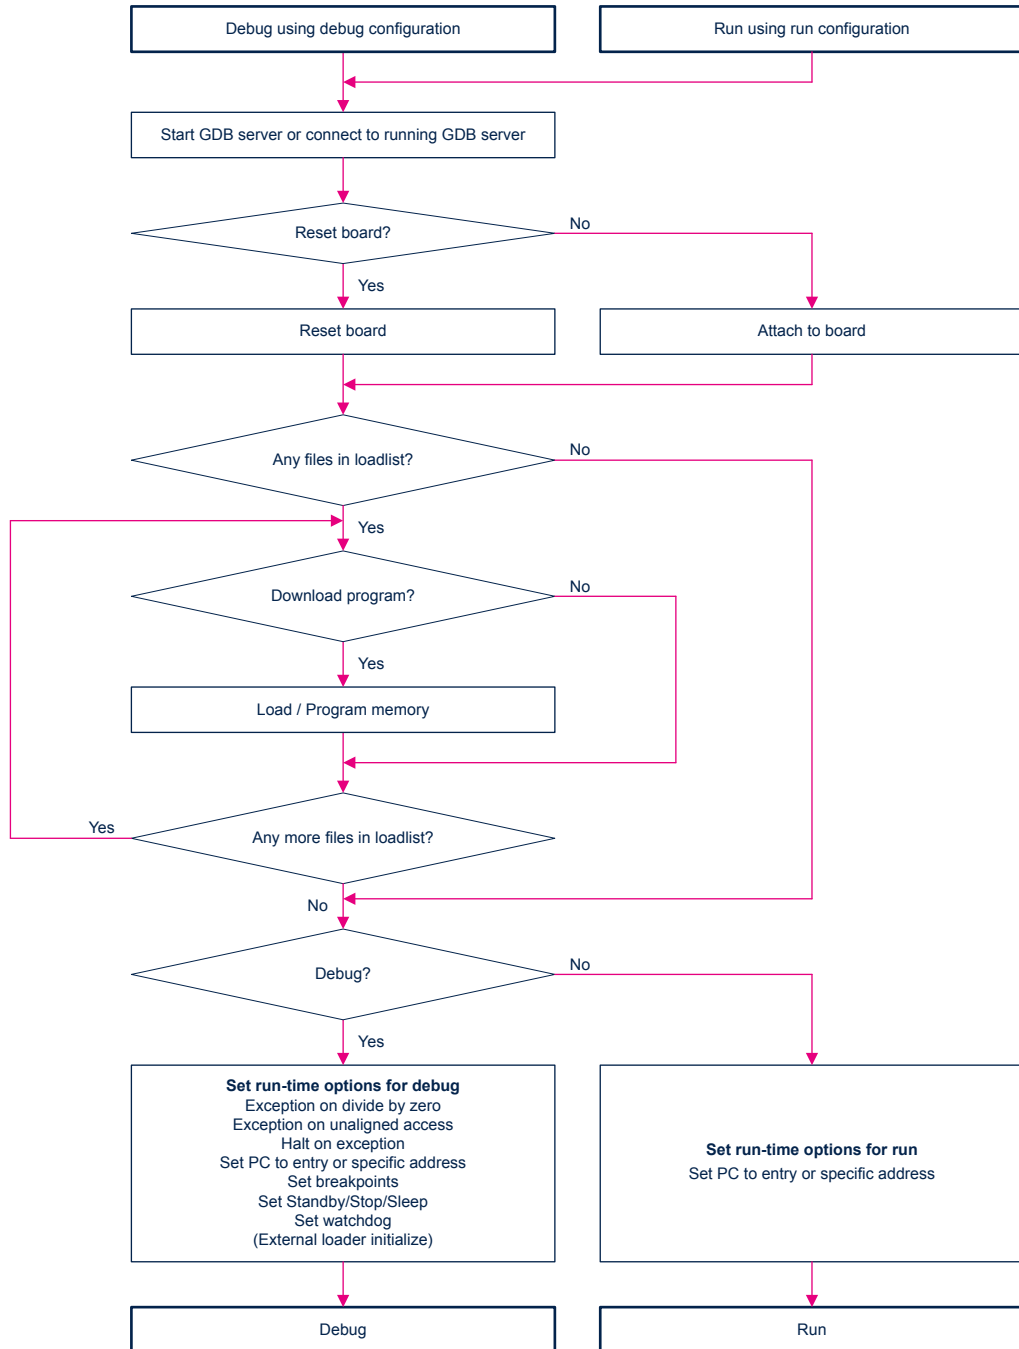 Debug using debug configuration
Run using run configuration
Start GDB server or connect to running GDB server
Reset board?
No
Yes
Reset board
Attach to board
Any files in loadlist?
No
Yes
Download program?
No
Yes
Load / Program memory
Yes
Any more files in loadlist?
No
Debug?
No
Yes
Set run-time options for debug
Exception on divide by zero
Exception on unaligned access
Halt on exception
Set PC to entry or specific address
Set breakpoints
Set Standby/Stop/Sleep
Set watchdog
(External loader initialize)
Set run-time options for run
Set PC to entry or specific address
Debug
Run